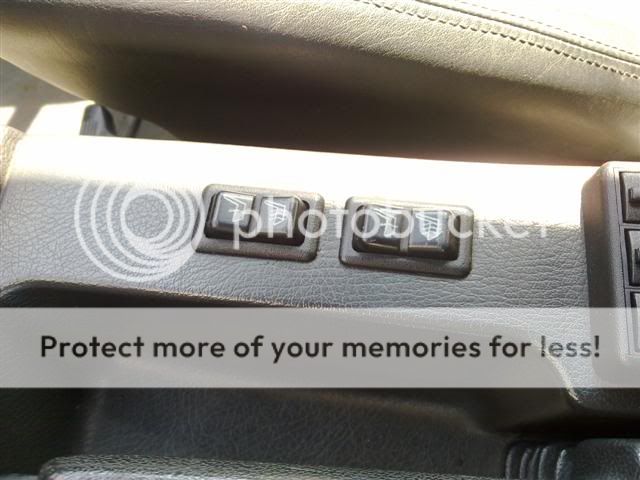 photobucket
Protect more of your memories for less!